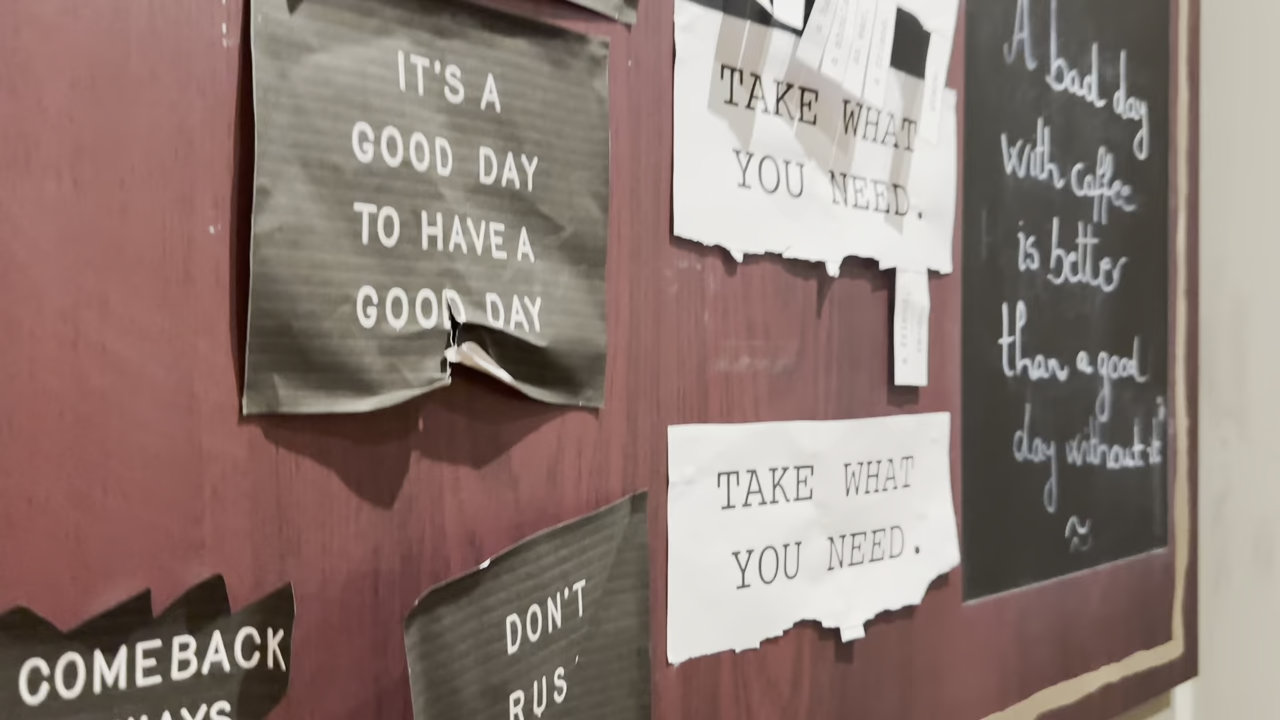 IT'S A
GOOD DAY
TO HAVE A
GOOD DAY
TAKE WHAT
YOU NEED.
A bad day
with coffee
is better
than a good
day without it
TAKE WHAT
YOU NEED.
COMEBACK
DON'T